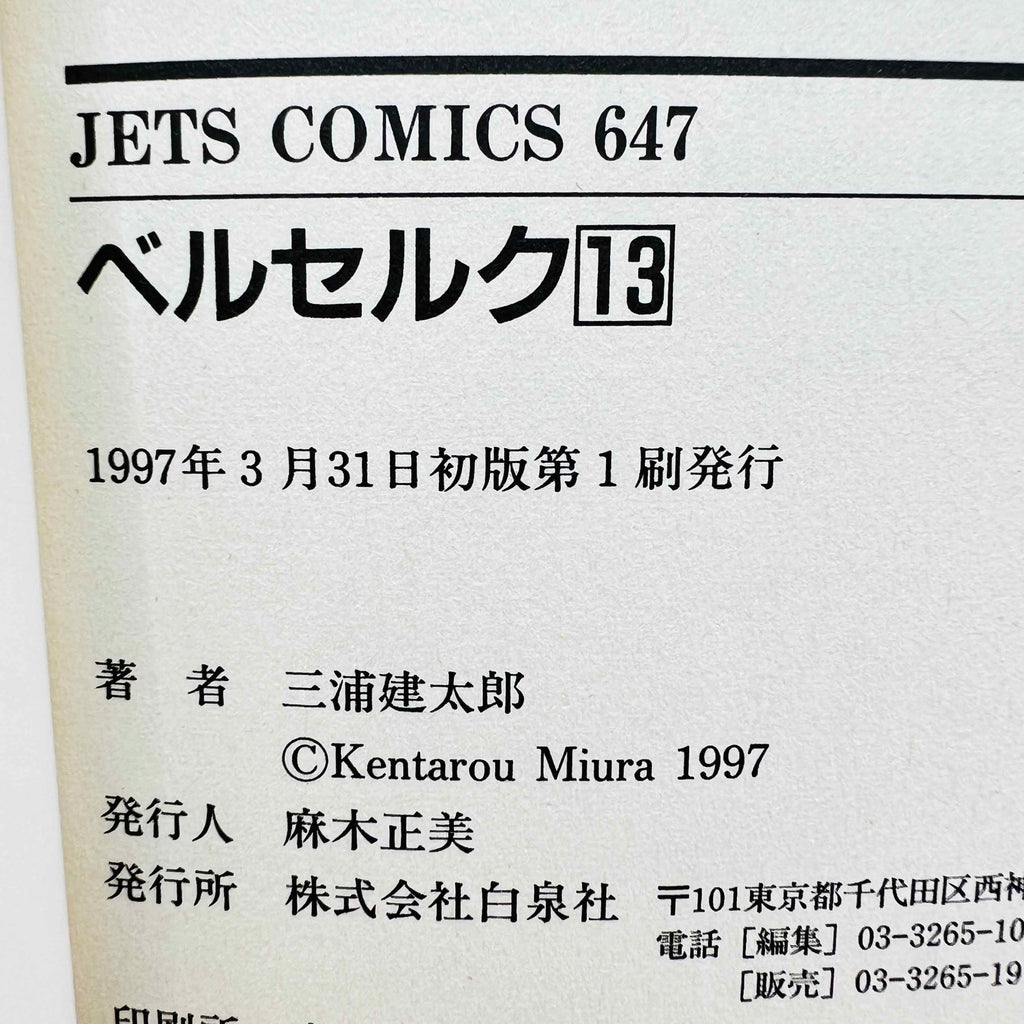 JETS COMICS 647
ベルセルク13
1997年3月31日初版第1刷発行
著 者 三浦建太郎
©Kentarou Miura 1997
発行人 麻木正美
発行所 株式会社白泉社 〒101東京都千代田区西神
電話［編集］03-3265-10
［販売］03-3265-19
印刷所